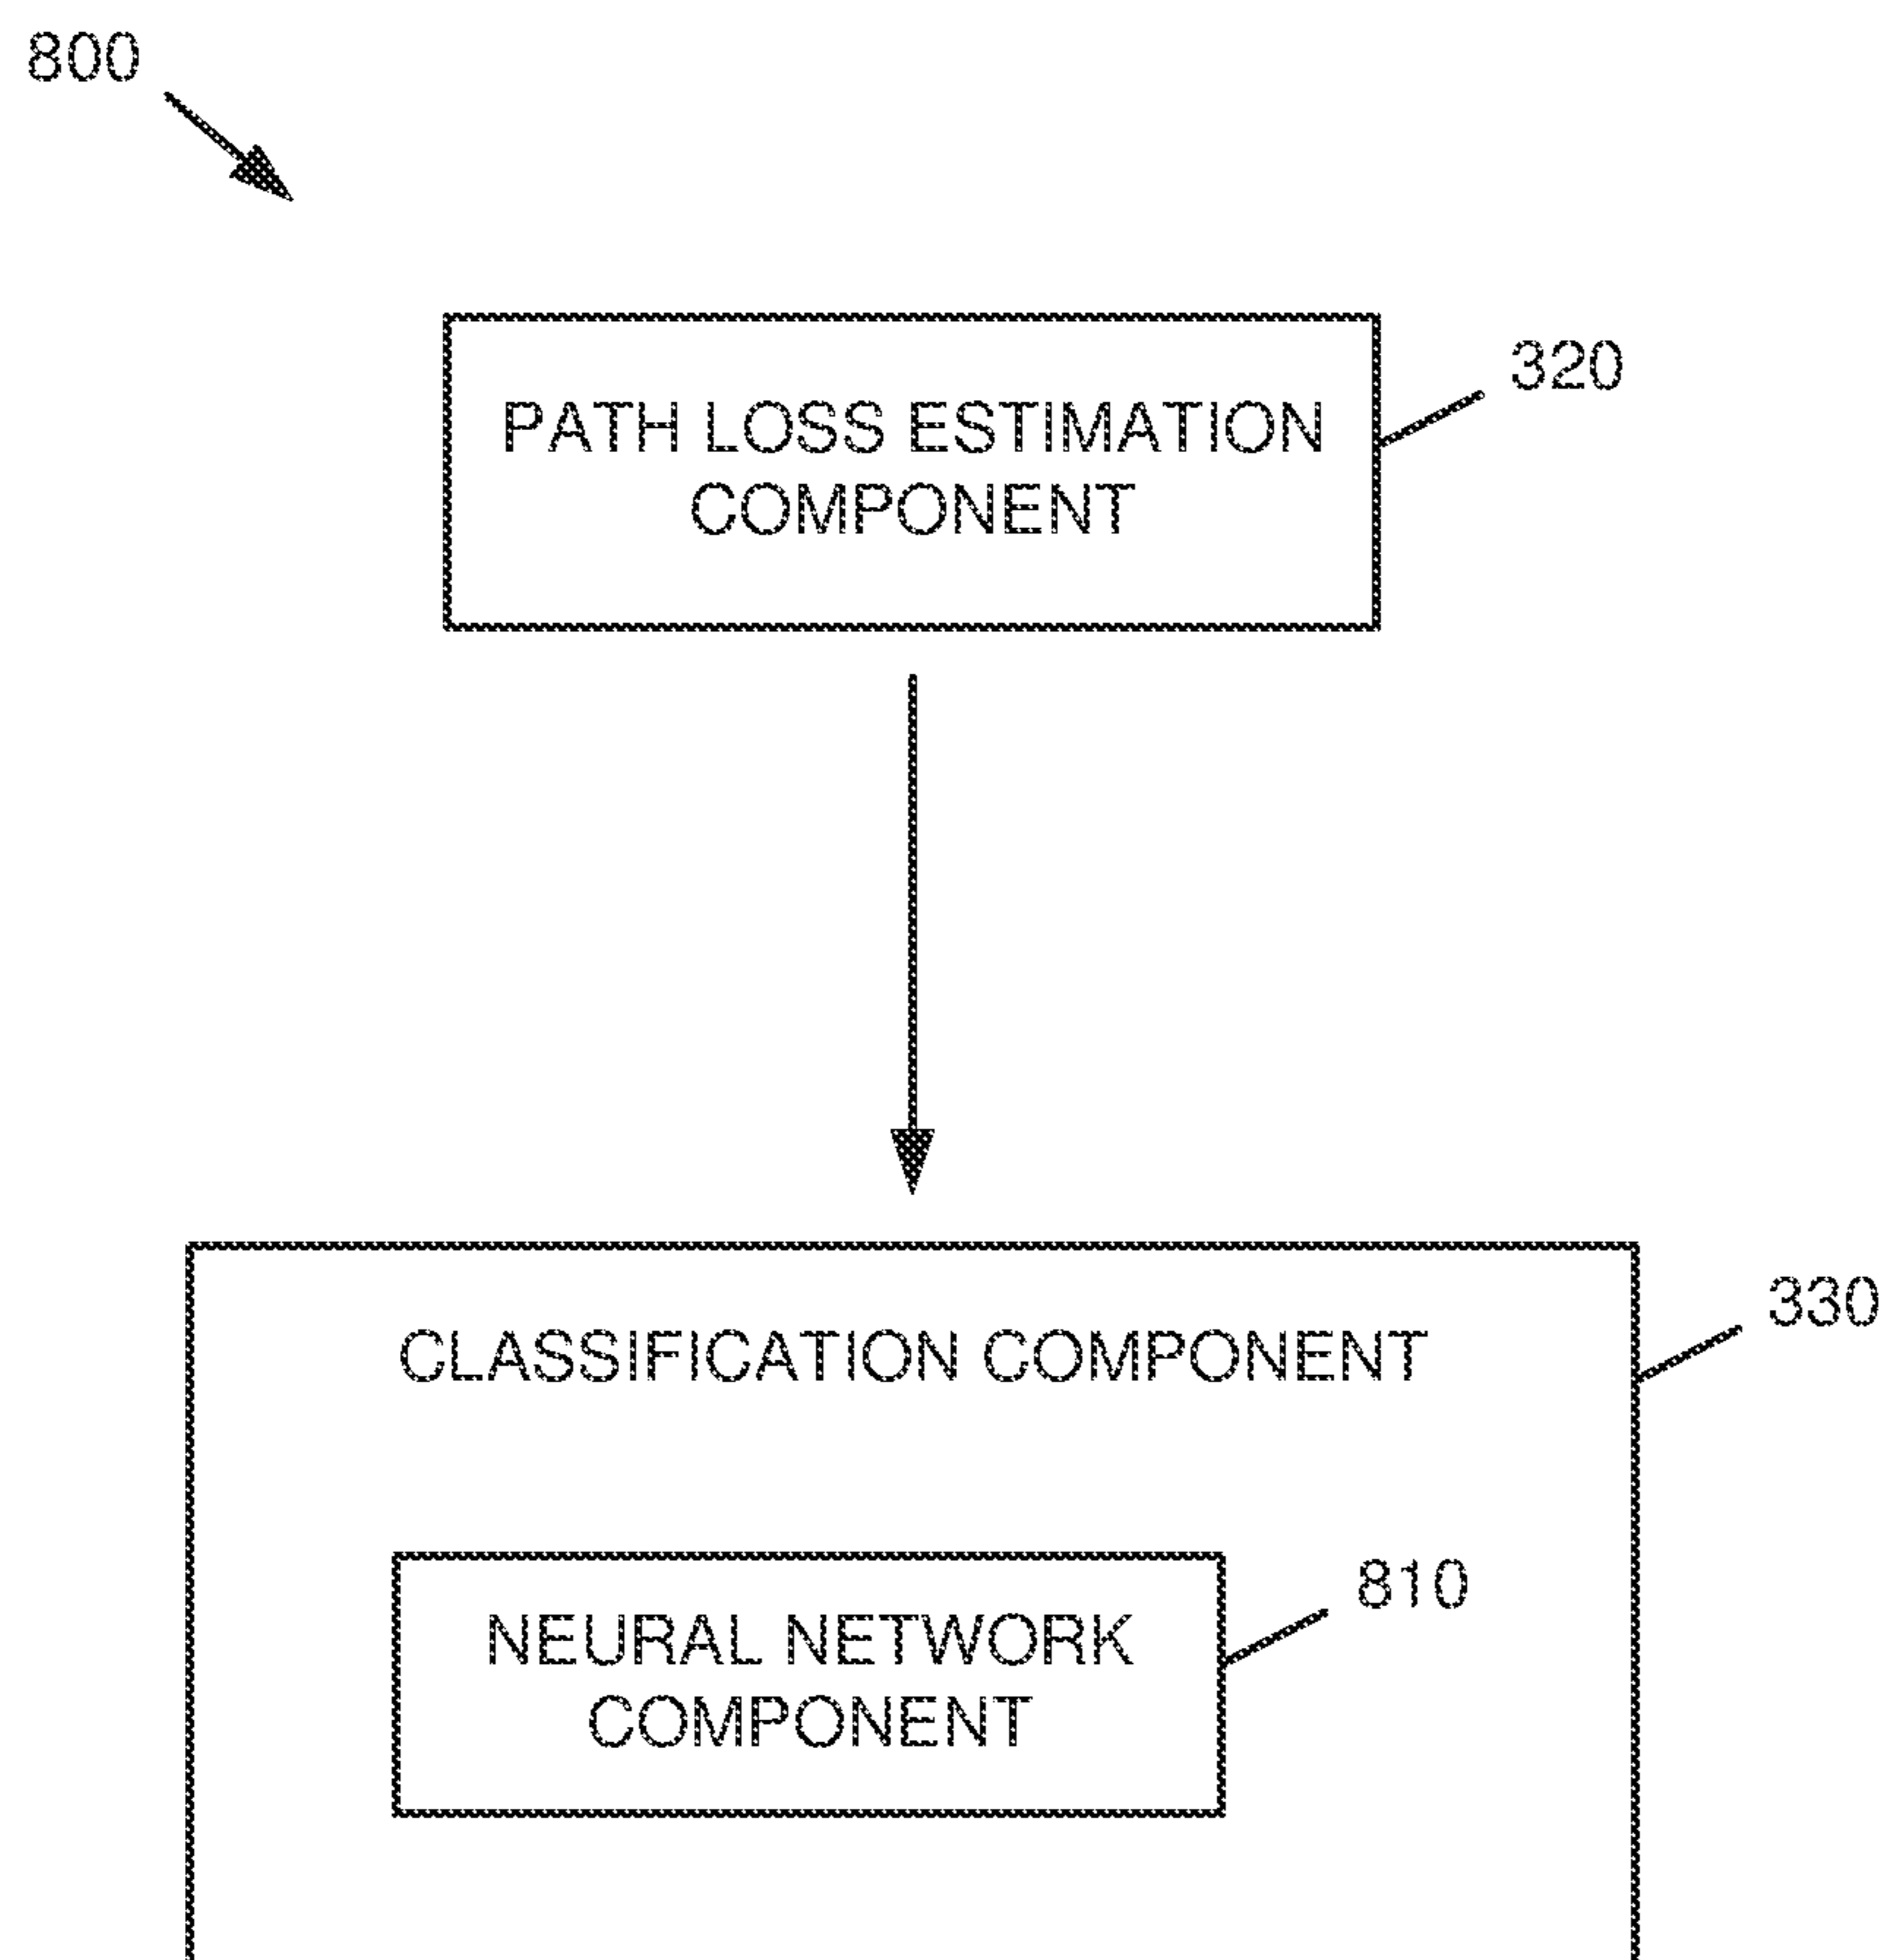 800
320
PATH LOSS ESTIMATION
COMPONENT
330
CLASSIFICATION COMPONENT
810
NEURAL NETWORK
COMPONENT